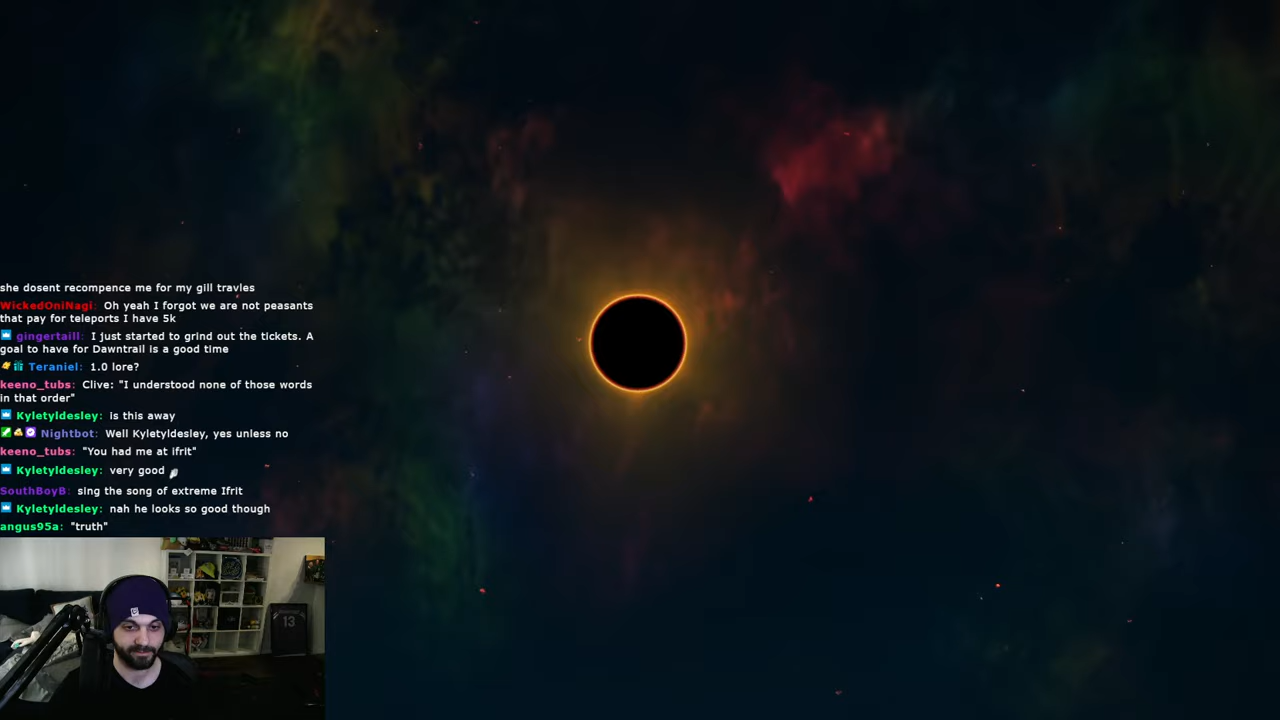 she dosent recompence me for my gill travles
WickedOniNagi: Oh yeah I forgot we are not peasants
that pay for teleports I have 5k
gingertaill: I just started to grind out the tickets. A
goal to have for Dawntrail is a good time
Teraniel: 1.0 lore?
keeno_tubs: Clive: "I understood none of those words
in that order"
Kyletyldesley: is this away
Nightbot: Well Kyletyldesley, yes unless no
keeno_tubs: "You had me at ifrit"
Kyletyldesley: very good
SouthBoyB: sing the song of extreme Ifrit
Kyletyldesley: nah he looks so good though
angus95a: "truth"
13